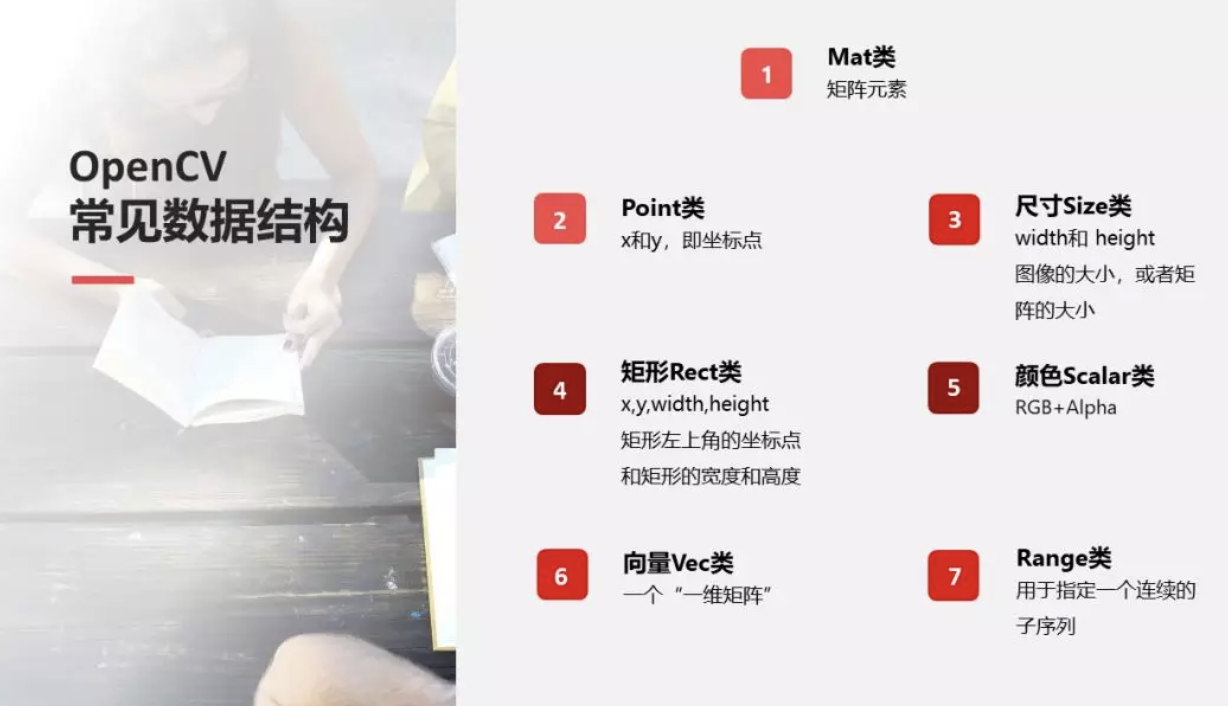 OpenCV
常见数据结构
1
Mat类
矩阵元素
2
Point类
x和y，即坐标点
3
尺寸Size类
width和 height
图像的大小，或者矩
阵的大小
4
矩形Rect类
x,y,width,height
矩形左上角的坐标点
和矩形的宽度和高度
5
颜色Scalar类
RGB+Alpha
6
向量Vec类
一个“一维矩阵”
7
Range类
用于指定一个连续的
子序列